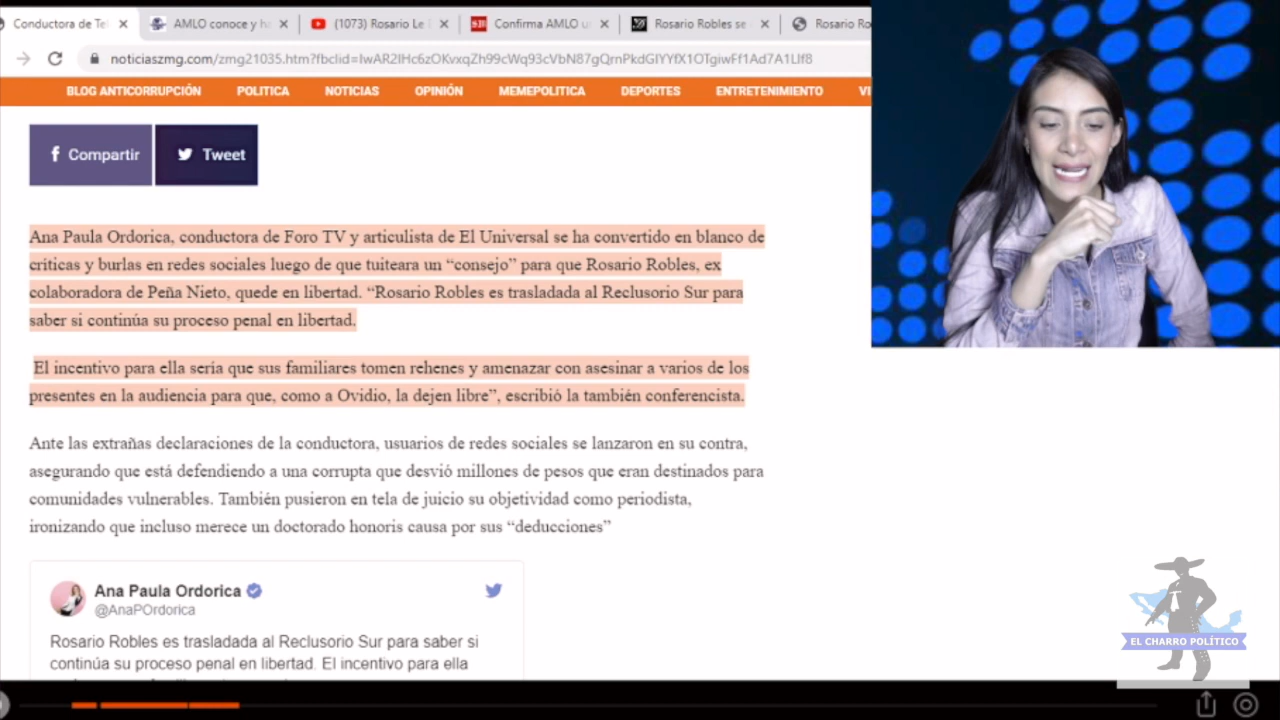 Conductora de Te
AMLO conoce y ha
(1073) Rosario Le
Confirma AMLO u
Rosario Robles se
Rosario Ro
noticiaszmg.com/zmg21035.htm?fbclid=IwAR2IHc6zOKvxqZh99cWq93cVbN87gQrnPkdGIYfX1OTgiwFf1Ad7A1LIf8
BLOG ANTICORRUPCIÓN POLITICA NOTICIAS OPINIÓN MEMEPOLITICA DEPORTES ENTRETENIMIENTO VI
Compartir
Tweet
Ana Paula Ordorica, conductora de Foro TV y articulista de El Universal se ha convertido en blanco de
criticas y burlas en redes sociales luego de que tuiteara un “consejo” para que Rosario Robles, ex
colaboradora de Peña Nieto, quede en libertad. “Rosario Robles es trasladada al Reclusorio Sur para
saber si continúa su proceso penal en libertad.
El incentivo para ella sería que sus familiares tomen rehenes y amenazar con asesinar a varios de los
presentes en la audiencia para que, como a Ovidio, la dejen libre”, escribió la también conferencista.
Ante las extrañas declaraciones de la conductora, usuarios de redes sociales se lanzaron en su contra,
asegurando que está defendiendo a una corrupta que desvió millones de pesos que eran destinados para
comunidades vulnerables. También pusieron en tela de juicio su objetividad como periodista,
ironizando que incluso merece un doctorado honoris causa por sus “deducciones”
Ana Paula Ordorica
@AnaPOrdorica
Rosario Robles es trasladada al Reclusorio Sur para saber si
continúa su proceso penal en libertad. El incentivo para ella
EL CHARRO POLÍTICO